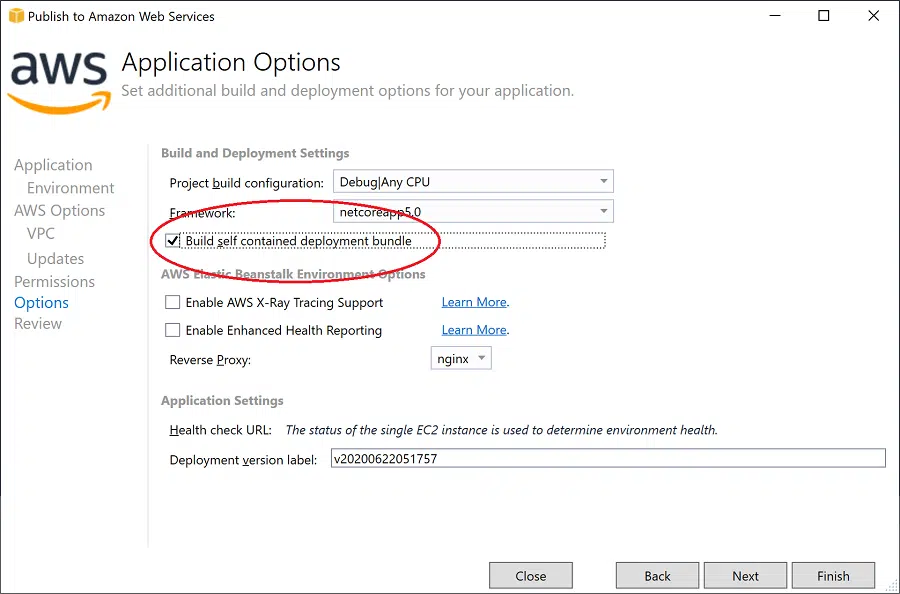 Publish to Amazon Web Services
aws
Application Options
Set additional build and deployment options for your application.
Application
Environment
AWS Options
VPC
Updates
Permissions
Options
Review
Build and Deployment Settings
Project build configuration: Debug|Any CPU
Framework: netcoreapp5.0
Build self contained deployment bundle
AWS Elastic Beanstalk Environment Options
Enable AWS X-Ray Tracing Support Learn More.
Enable Enhanced Health Reporting Learn More.
Reverse Proxy: nginx
Application Settings
Health check URL: The status of the single EC2 instance is used to determine environment health.
Deployment version label: v20200622051757
Close Back Next Finish